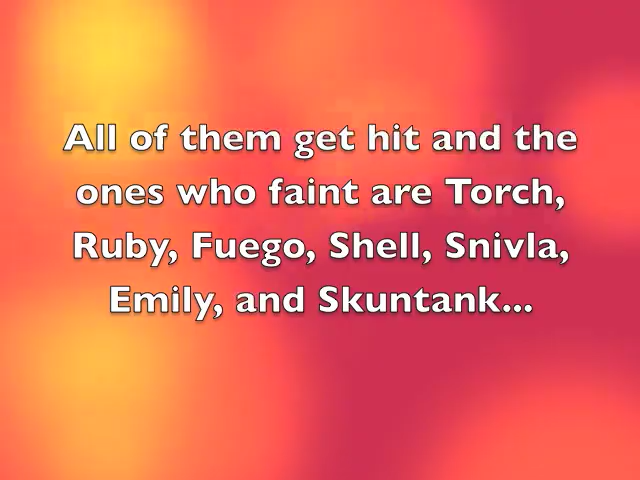 All of them get hit and the
ones who faint are Torch,
Ruby, Fuego, Shell, Snivla,
Emily, and Skuntank...